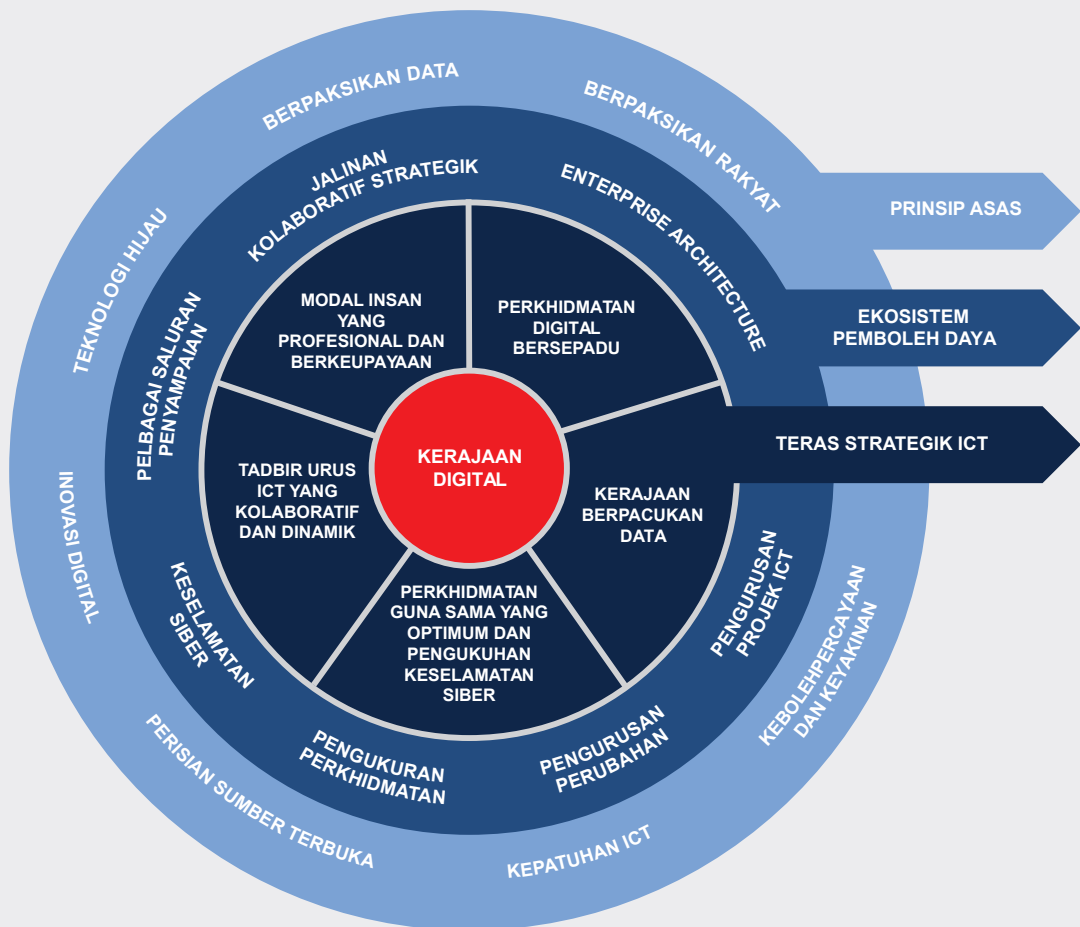 BERPAKSIKAN DATA
BERPAKSIKAN RAKYAT
PRINSIP ASAS
JALINAN
KOLABORATIF STRATEGIK
ENTERPRISE ARCHITECTURE
EKOSISTEM
PEMBOLEH DAYA
TEKNOLOGI HIJAU
PELBAGAI SALURAN
PENYAMPAIAN
MODAL INSAN
YANG
PROFESIONAL DAN
BERKEUPAYAAN
PERKHIDMATAN
DIGITAL
BERSEPADU
TERAS STRATEGIK ICT
KERAJAAN
DIGITAL
TADBIR URUS
ICT YANG
KOLABORATIF
DAN DINAMIK
KERAJAAN
BERPACUKAN
DATA
INOVASI DIGITAL
KESELAMATAN
SIBER
PERKHIDMATAN
GUNA SAMA YANG
OPTIMUM DAN
PENGUKUHAN
KESELAMATAN
SIBER
PENGURUSAN
PROJEK ICT
KEBOLEHPERCAYAAN
DAN KEYAKINAN
PENGUKURAN
PERKHIDMATAN
PENGURUSAN
PERUBAHAN
PERISIAN SUMBER TERBUKA
KEPATUHAN ICT